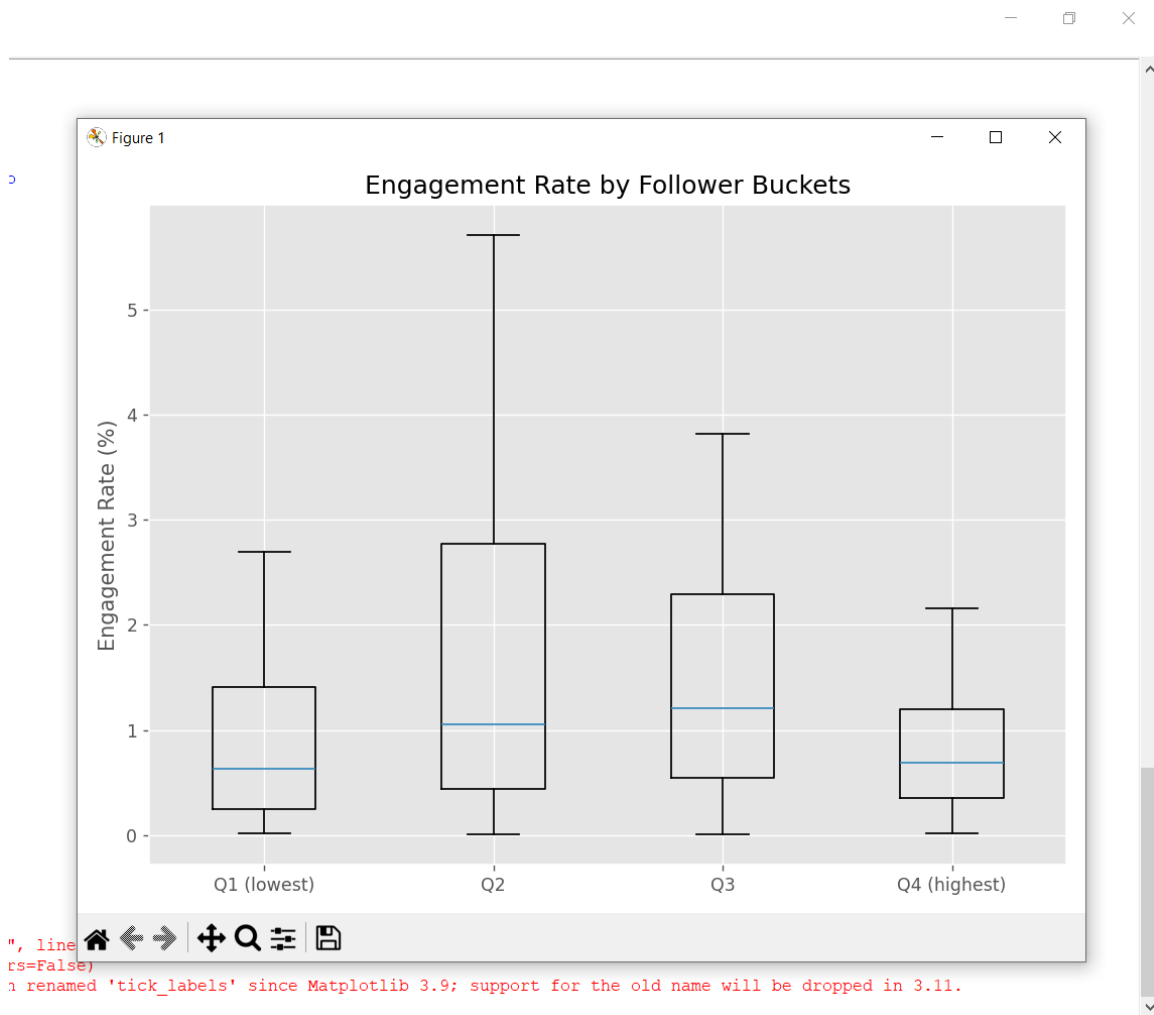 Figure 1
Engagement Rate by Follower Buckets
Engagement Rate (%)
5
4
3
2
1
0
Q1 (lowest)
Q2
Q3
Q4 (highest)
", line
rs=False)
renamed 'tick_labels' since Matplotlib 3.9; support for the old name will be dropped in 3.11.